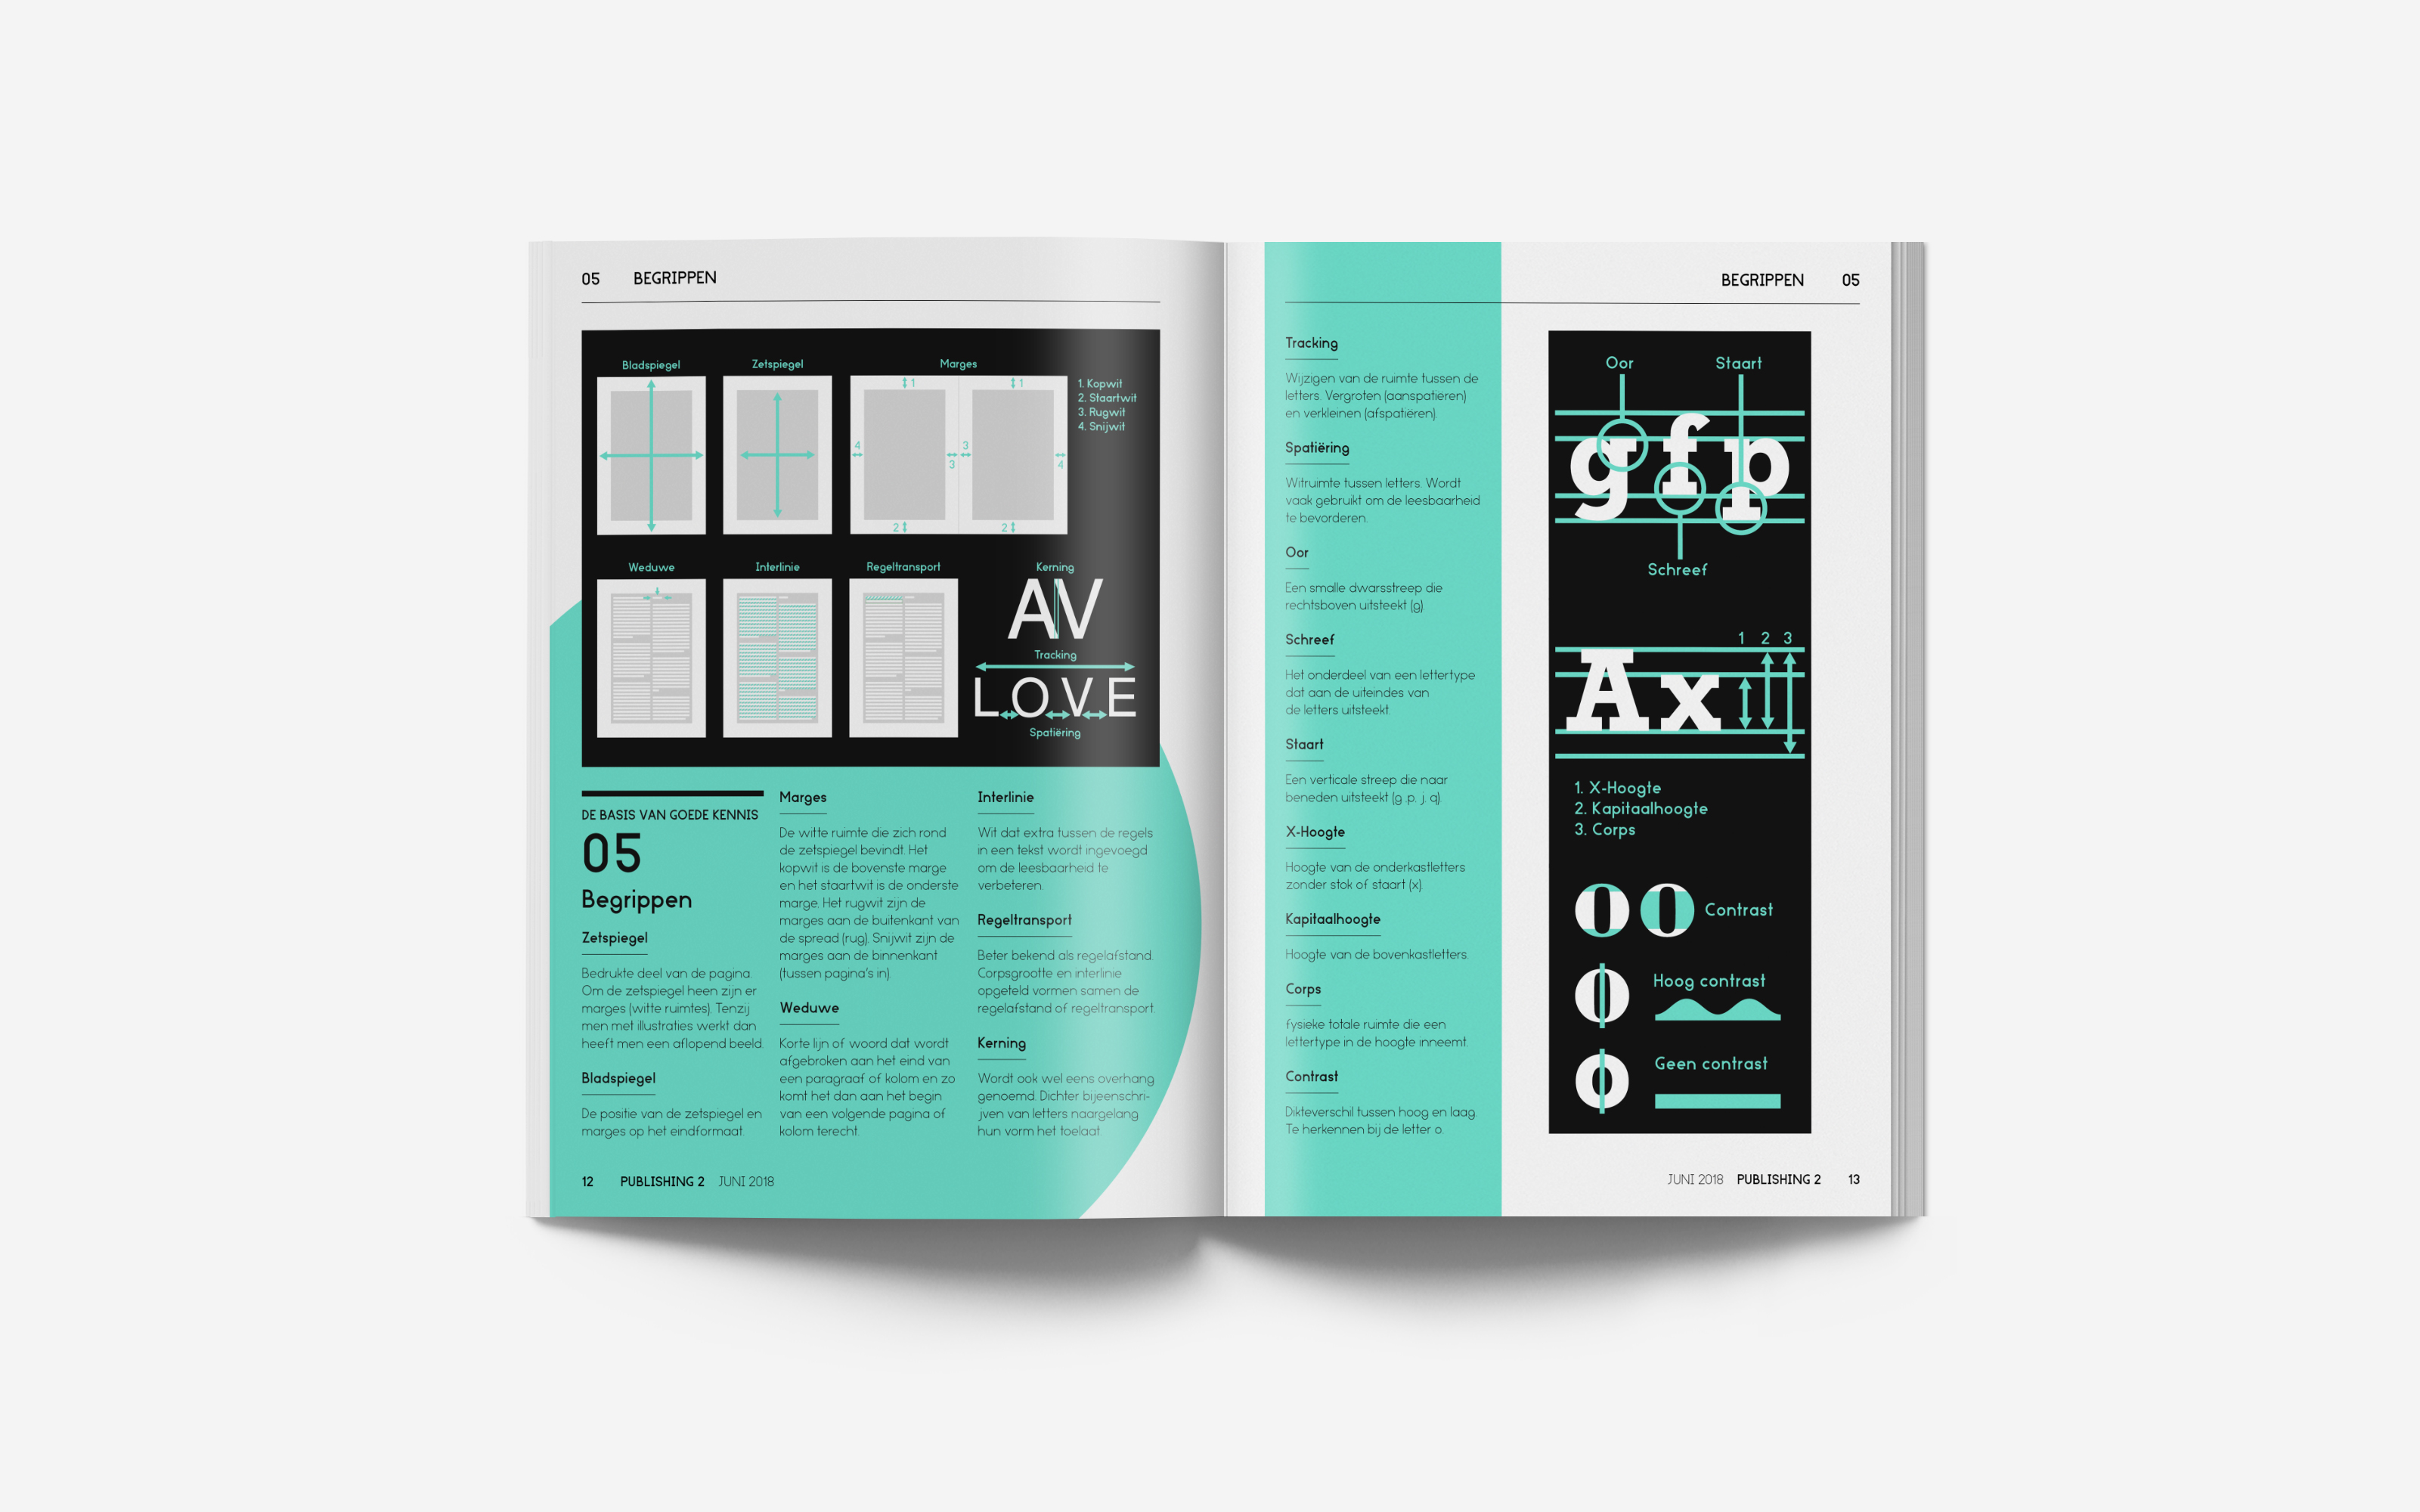 05 BEGRIPPEN
Bladspiegel
Zetspiegel
Marges
1
1
1. Kopwit
2. Staartwit
3. Rugwit
4. Snijwit
4
3
3
4
2
2
Weduwe
Interlinie
Regeltransport
Kerning
AV
Tracking
LOVE
Spatiëring
DE BASIS VAN GOEDE KENNIS
05
Begrippen
Zetspiegel
Bedrukte deel van de pagina.
Om de zetspiegel heen zijn er
marges (witte ruimtes). Tenzij
men met illustraties werkt dan
heeft men een aflopend beeld.
Bladspiegel
De positie van de zetspiegel en
marges op het eindformaat.
Marges
De witte ruimte die zich rond
de zetspiegel bevindt. Het
kopwit is de bovenste marge
en het staartwit is de onderste
marge. Het rugwit zijn de
marges aan de buitenkant van
de spread (rug). Snijwit zijn de
marges aan de binnenkant
(tussen pagina's in).
Weduwe
Korte lijn of woord dat wordt
afgebroken aan het eind van
een paragraaf of kolom en zo
komt het dan aan het begin
van een volgende pagina of
kolom terecht.
Interlinie
Wit dat extra tussen de regels
in een tekst wordt ingevoegd
om de leesbaarheid te
verbeteren.
Regeltransport
Beter bekend als regelafstand.
Corpsgrootte en interlinie
opgeteld vormen samen de
regelafstand of regeltransport.
Kerning
Wordt ook wel eens overhang
genoemd. Dichter bijeenschri-
jven van letters naargelang
hun vorm het toelaat.
12 PUBLISHING 2 JUNI 2018
BEGRIPPEN 05
Tracking
Wijzigen van de ruimte tussen de
letters. Vergroten (aanspatieren)
en verkleinen (afspatieren).
Spatiëring
Witruimte tussen letters. Wordt
vaak gebruikt om de leesbaarheid
te bevorderen.
Oor
Een smalle dwarsstreep die
rechtsboven uitsteekt (g).
Schreef
Het onderdeel van een lettertype
dat aan de uiteindes van
de letters uitsteekt.
Staart
Een verticale streep die naar
beneden uitsteekt (g. p. j. q)
X-Hoogte
Hoogte van de onderkastletters
zonder stok of staart (x).
Kapitaalhoogte
Hoogte van de bovenkastletters.
Corps
fysieke totale ruimte die een
lettertype in de hoogte inneemt.
Contrast
Dikteverschil tussen hoog en laag.
Te herkennen bij de letter o.
Oor
Staart
gfp
Schreef
1 2 3
Ax
1. X-Hoogte
2. Kapitaalhoogte
3. Corps
o o Contrast
o Hoog contrast
o Geen contrast
JUNI 2018 PUBLISHING 2 13